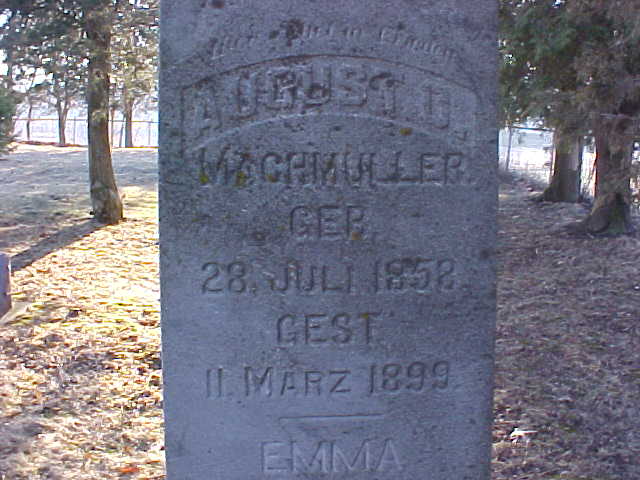 AUGUST. D.
MACHMULLER.
GEB.
28. JULI 1858.
GEST.
11. MARZ 1899.
EMMA